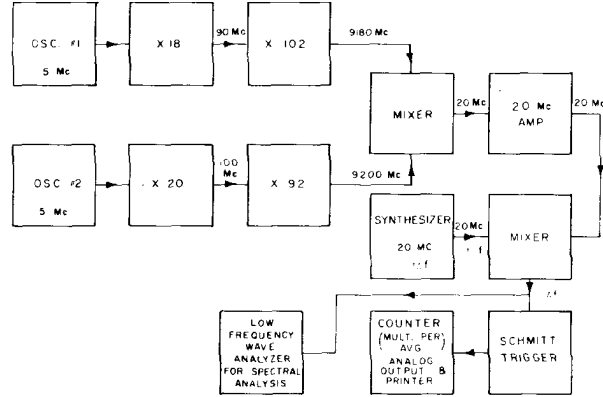 OSC. #1
5 Mc
X 18
90 Mc
X 102
9180 Mc
MIXER
20 Mc
20 Mc
AMP
20 Mc
OSC #2
5 Mc
X 20
100
Mc
X 92
9200 Mc
SYNTHESIZER
20 MC
20 Mc
MIXER
LOW
FREQUENCY
WAVE
ANALYZER
FOR SPECTRAL
ANALYSIS
COUNTER
(MULT. PER)
AVG
ANALOG
OUTPUT &
PRINTER
SCHMITT
TRIGGER